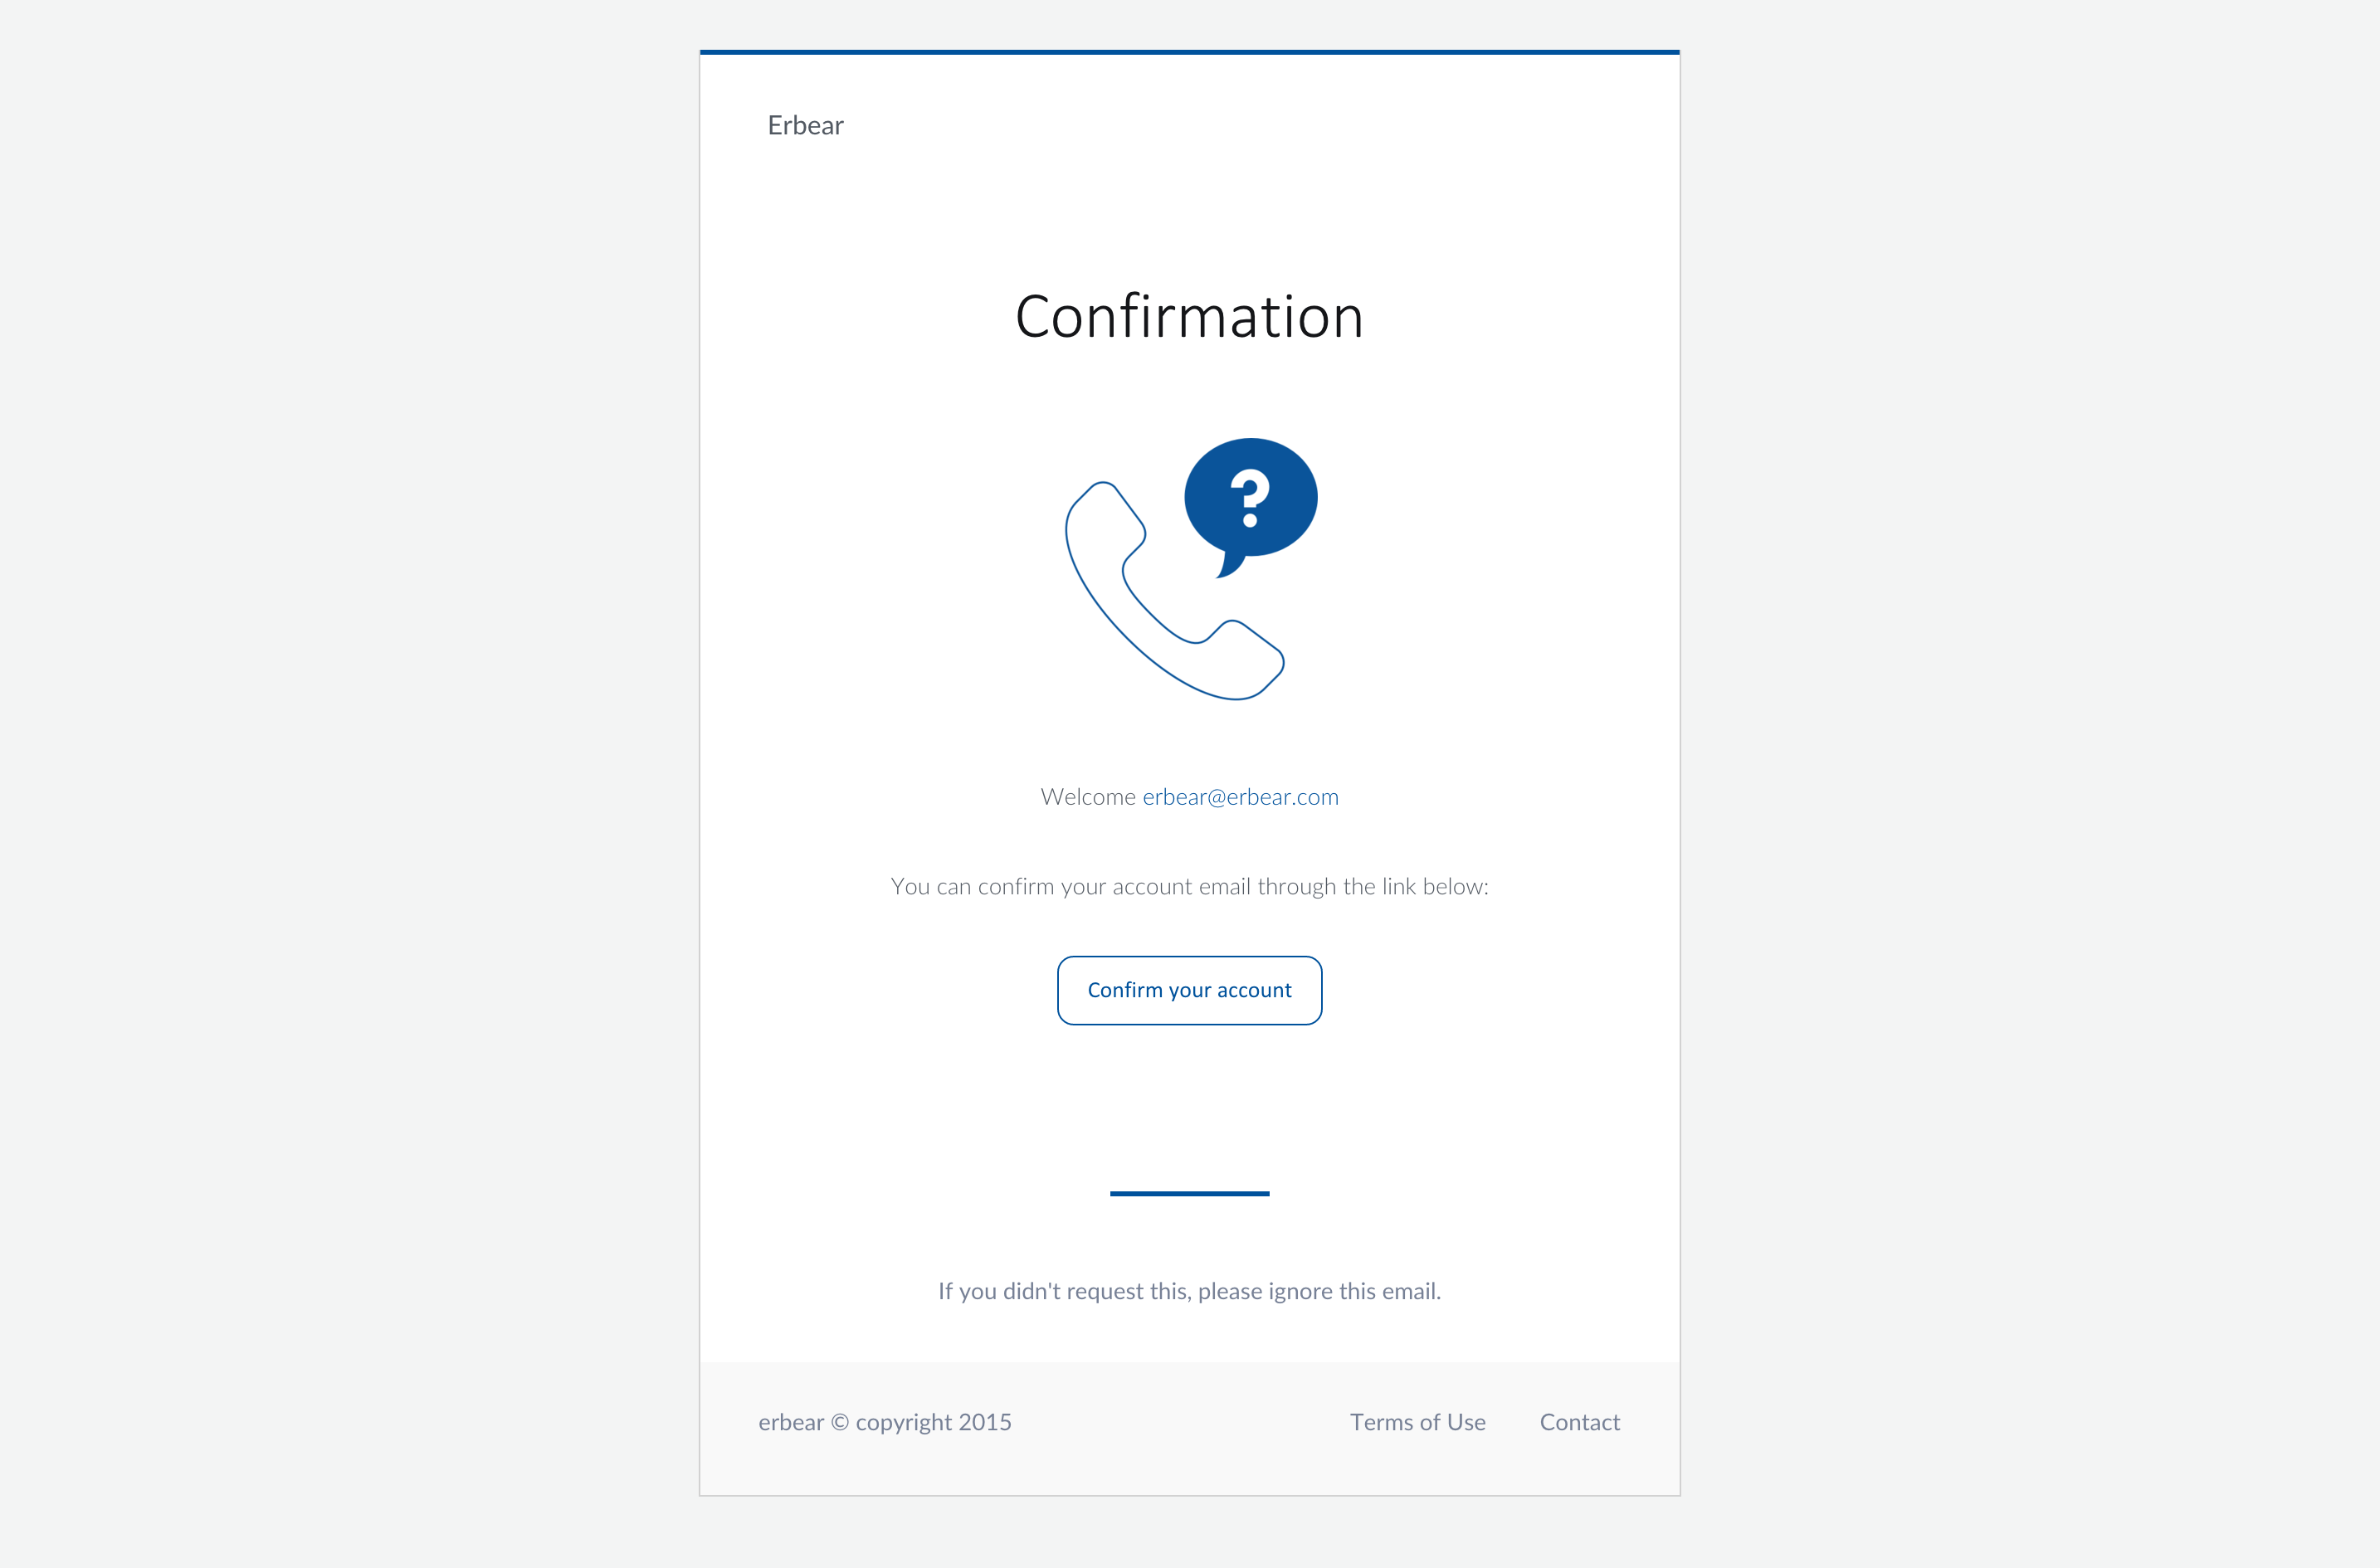 Erbear
Confirmation
?
Welcome erbear@erbear.com
You can confirm your account email through the link below:
Confirm your account
If you didn't request this, please ignore this email.
erbear © copyright 2015
Terms of Use
Contact